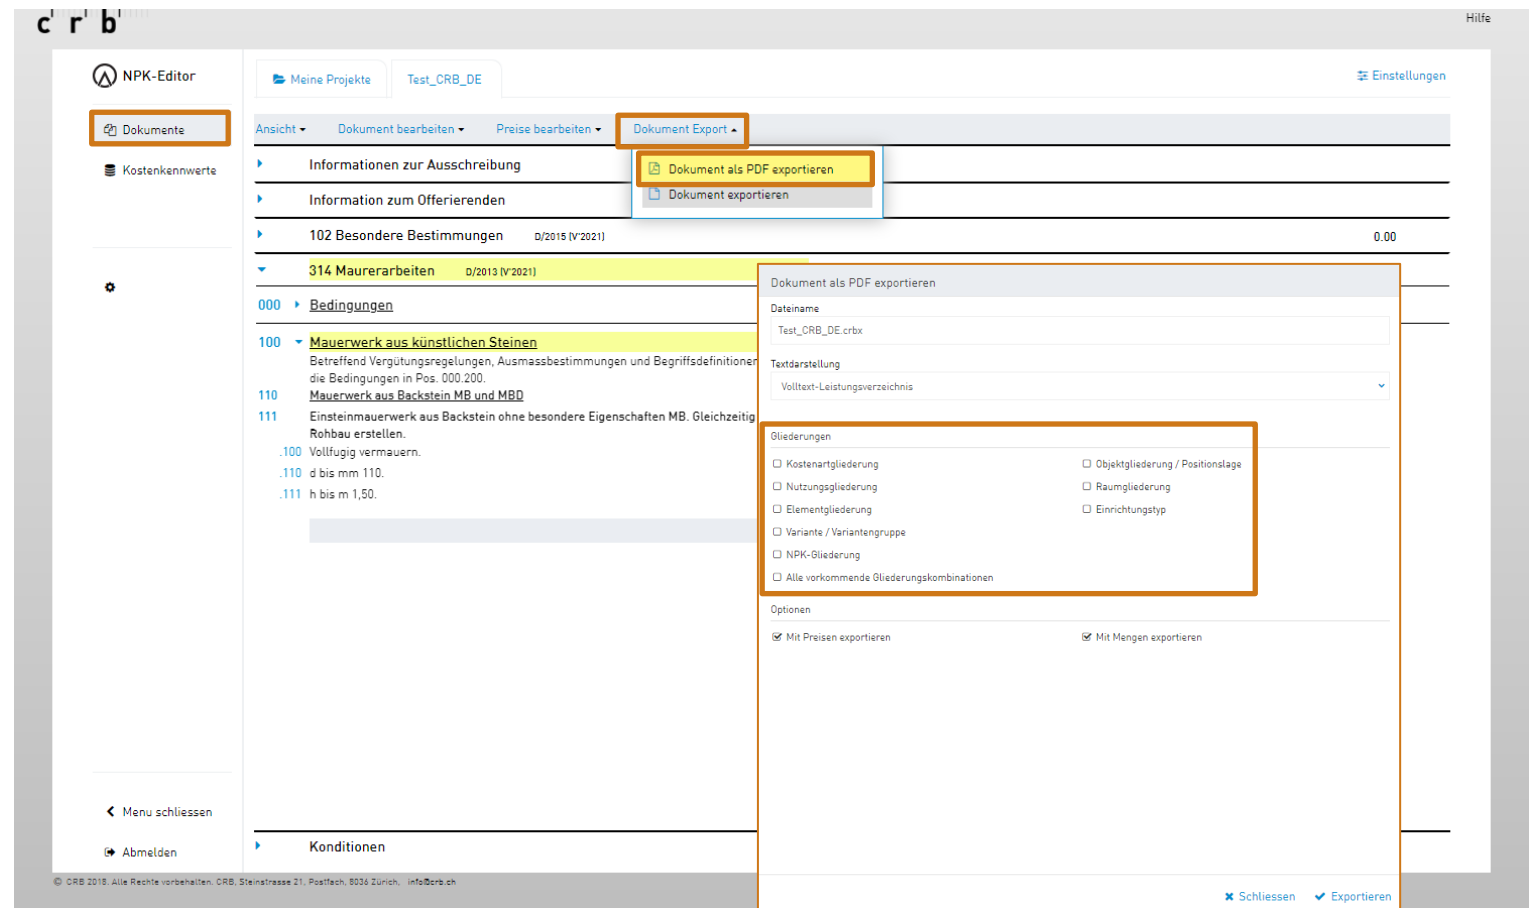 crb
Hilfe
NPK-Editor
Meine Projekte
Test_CRB_DE
Einstellungen
Dokumente
Kostenkennwerte
Ansicht
Dokument bearbeiten
Preise bearbeiten
Dokument Export
Dokument als PDF exportieren
Dokument exportieren
Informationen zur Ausschreibung
Information zum Offerierenden
102 Besondere Bestimmungen D/2015 (V'2021) 0.00
314 Maurerarbeiten D/2013 (V'2021)
000 Bedingungen
100 Mauerwerk aus künstlichen Steinen
Betreffend Vergütungsregelungen, Ausmassbestimmungen und Begriffsdefinitioner
die Bedingungen in Pos. 000.200.
110 Mauerwerk aus Backstein MB und MBD
111 Einsteinmauerwerk aus Backstein ohne besondere Eigenschaften MB. Gleichzeitig
Rohbau erstellen.
.100 Vollfugig vermauern.
.110 d bis mm 110.
.111 h bis m 1,50.
Dokument als PDF exportieren
Dateiname
Test_CRB_DE.crbx
Textdarstellung
Volltext-Leistungsverzeichnis
Gliederungen
Kostenartgliederung
Objektgliederung / Positionslage
Nutzungsgliederung
Raumgliederung
Elementgliederung
Einrichtungstyp
Variante / Variantengruppe
NPK-Gliederung
Alle vorkommende Gliederungskombinationen
Optionen
Mit Preisen exportieren
Mit Mengen exportieren
Menu schliessen
Abmelden
Konditionen
© CRB 2018. Alle Rechte vorbehalten. CRB, Steinstrasse 21, Postfach, 8036 Zürich, info@crb.ch
Schliessen
Exportieren